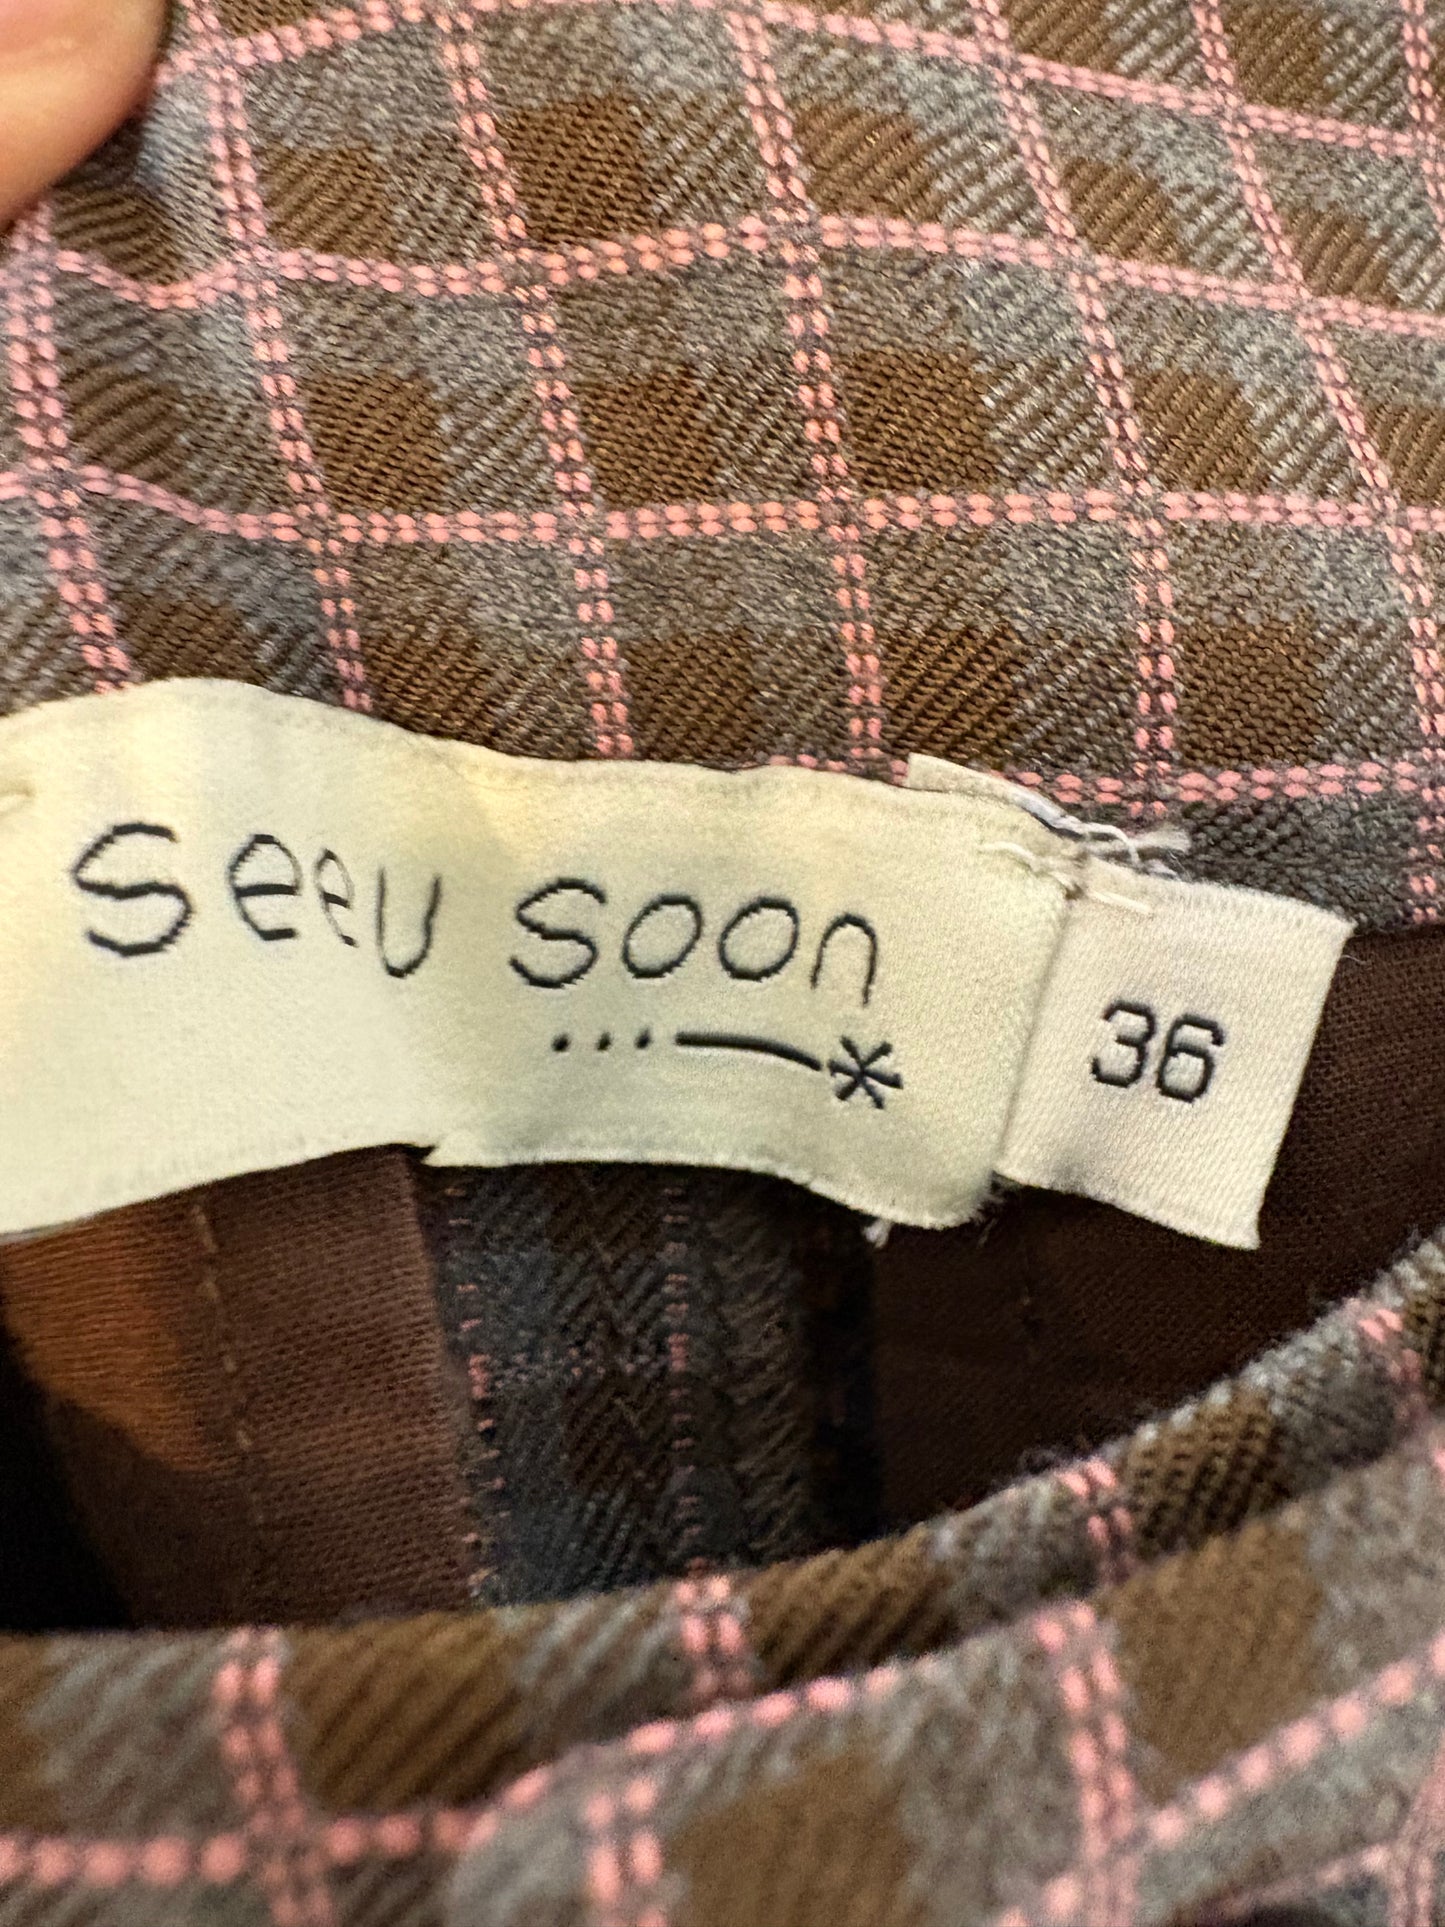 seeu soon
...—*
36